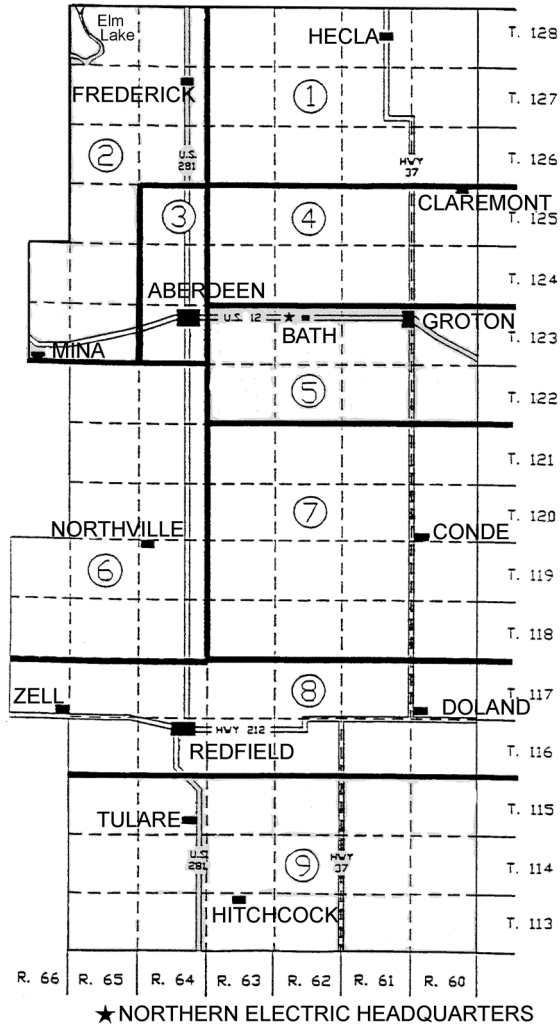 Elm
Lake
HECLA
T. 128
FREDERICK
①
T. 127
②
U.S.
281
HWY
37
T. 126
③
④
CLAREMONT
T. 125
ABERDEEN
T. 124
U.S. 12
★
BATH
GROTON
T. 123
MINA
⑤
T. 122
T. 121
⑦
T. 120
NORTHVILLE
CONDE
⑥
T. 119
T. 118
ZELL
⑧
DOLAND
T. 117
HWY 212
REDFIELD
T. 116
TULARE
T. 115
U.S.
281
⑨
HWY
37
T. 114
HITCHCOCK
T. 113
R. 66 R. 65 R. 64 R. 63 R. 62 R. 61 R. 60
★NORTHERN ELECTRIC HEADQUARTERS